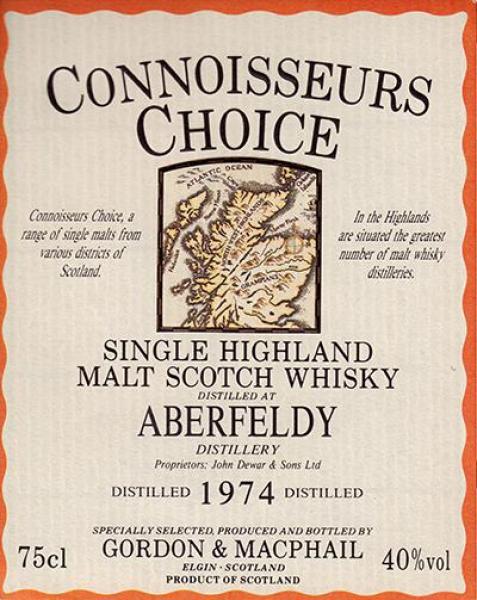 CONNOISSEURS
CHOICE
ATLANTIC OCEAN
Connoisseurs Choice, a
range of single malts from
various districts of
Scotland.
In the Highlands
are situated the greatest
number of malt whisky
distilleries.
GRAMPIANS
SINGLE HIGHLAND
MALT SCOTCH WHISKY
DISTILLED AT
ABERFELDY
DISTILLERY
Proprietors: John Dewar & Sons Ltd
DISTILLED 1974 DISTILLED
SPECIALLY SELECTED, PRODUCED AND BOTTLED BY
75cl GORDON & MACPHAIL 40%vol
ELGIN · SCOTLAND
PRODUCT OF SCOTLAND